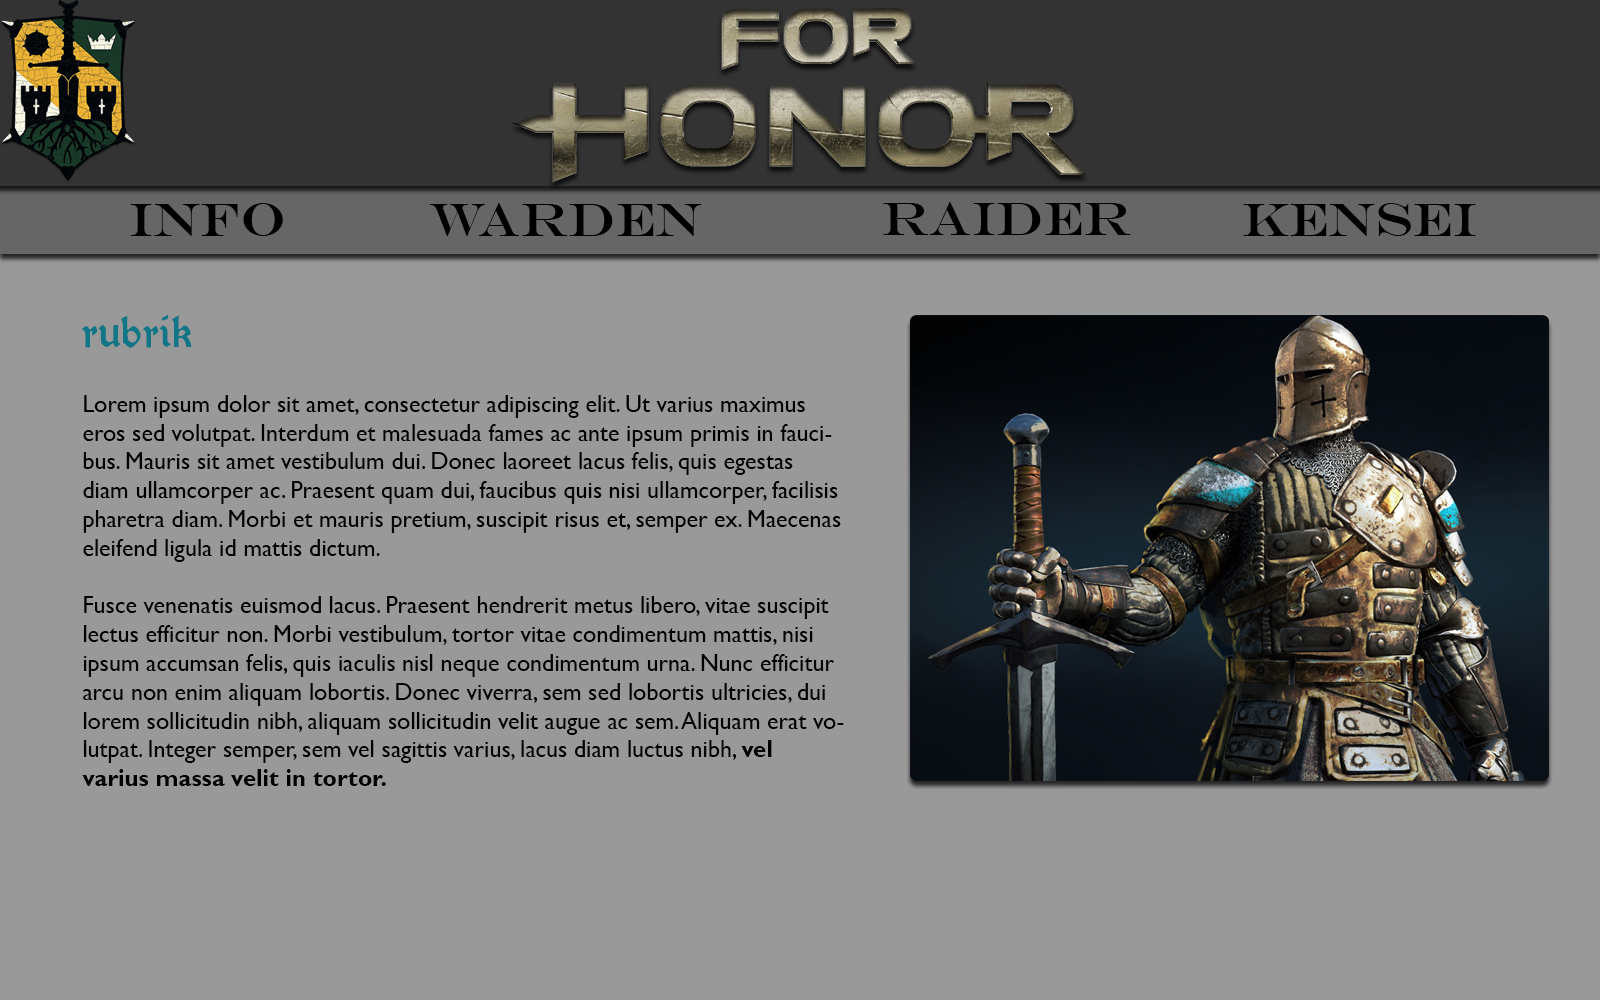 FOR
HONOR
INFO WARDEN RAIDER KENSEI
rubrik
Lorem ipsum dolor sit amet, consectetur adipiscing elit. Ut varius maximus
eros sed volutpat. Interdum et malesuada fames ac ante ipsum primis in fauci-
bus. Mauris sit amet vestibulum dui. Donec laoreet lacus felis, quis egestas
diam ullamcorper ac. Praesent quam dui, faucibus quis nisi ullamcorper, facilisis
pharetra diam. Morbi et mauris pretium, suscipit risus et, semper ex. Maecenas
eleifend ligula id mattis dictum.
Fusce venenatis euismod lacus. Praesent hendrerit metus libero, vitae suscipit
lectus efficitur non. Morbi vestibulum, tortor vitae condimentum mattis, nisi
ipsum accumsan felis, quis iaculis nisl neque condimentum urna. Nunc efficitur
arcu non enim aliquam lobortis. Donec viverra, sem sed lobortis ultricies, dui
lorem sollicitudin nibh, aliquam sollicitudin velit augue ac sem. Aliquam erat vo-
lutpat. Integer semper, sem vel sagittis varius, lacus diam luctus nibh, vel
varius massa velit in tortor.